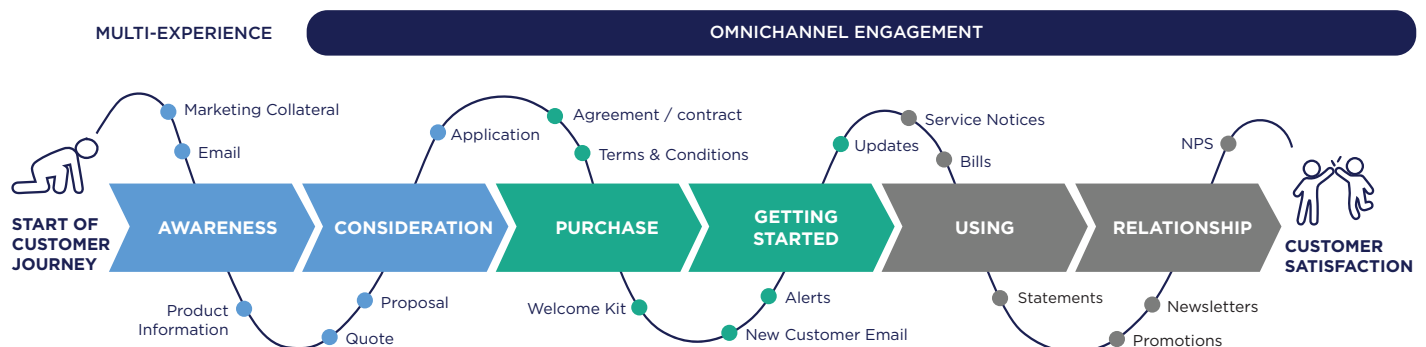 MULTI-EXPERIENCE
OMNICHANNEL ENGAGEMENT
Marketing Collateral
Email
Application
Agreement / contract
Terms & Conditions
Updates
Service Notices
Bills
NPS
START OF
CUSTOMER
JOURNEY
AWARENESS
CONSIDERATION
PURCHASE
GETTING
STARTED
USING
RELATIONSHIP
CUSTOMER
SATISFACTION
Product
Information
Quote
Proposal
Welcome Kit
New Customer Email
Alerts
Statements
Promotions
Newsletters